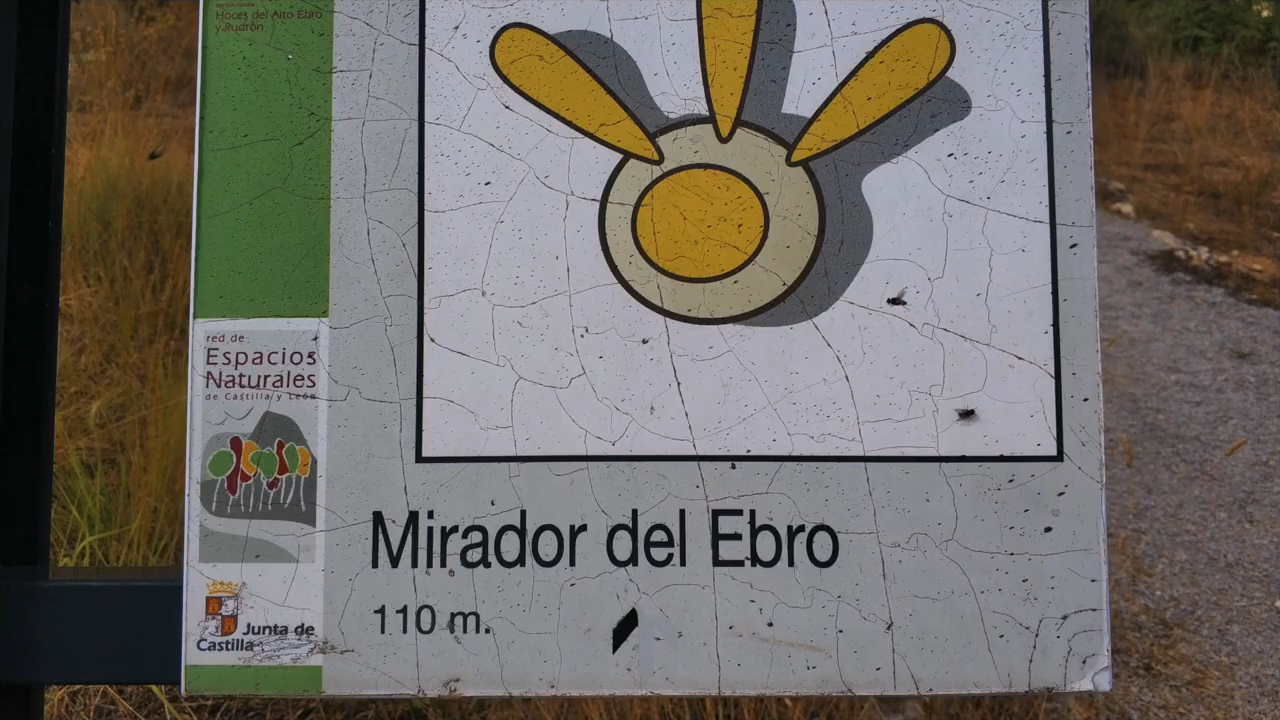 Hoces del Alto Ebro
y Rudrón
red de
Espacios
Naturales
de Castilla y León
Junta de
Castilla
Mirador del Ebro
110 m.